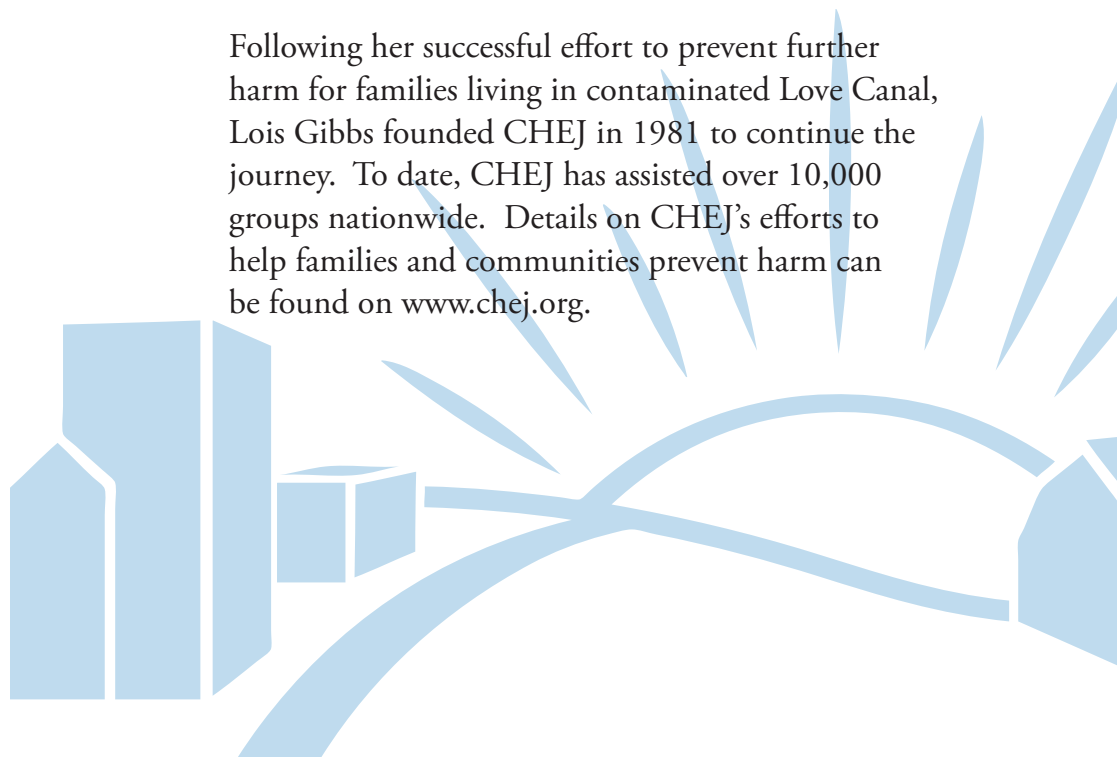 Following her successful effort to prevent further
harm for families living in contaminated Love Canal,
Lois Gibbs founded CHEJ in 1981 to continue the
journey.  To date, CHEJ has assisted over 10,000
groups nationwide.  Details on CHEJ’s efforts to
help families and communities prevent harm can
be found on www.chej.org.